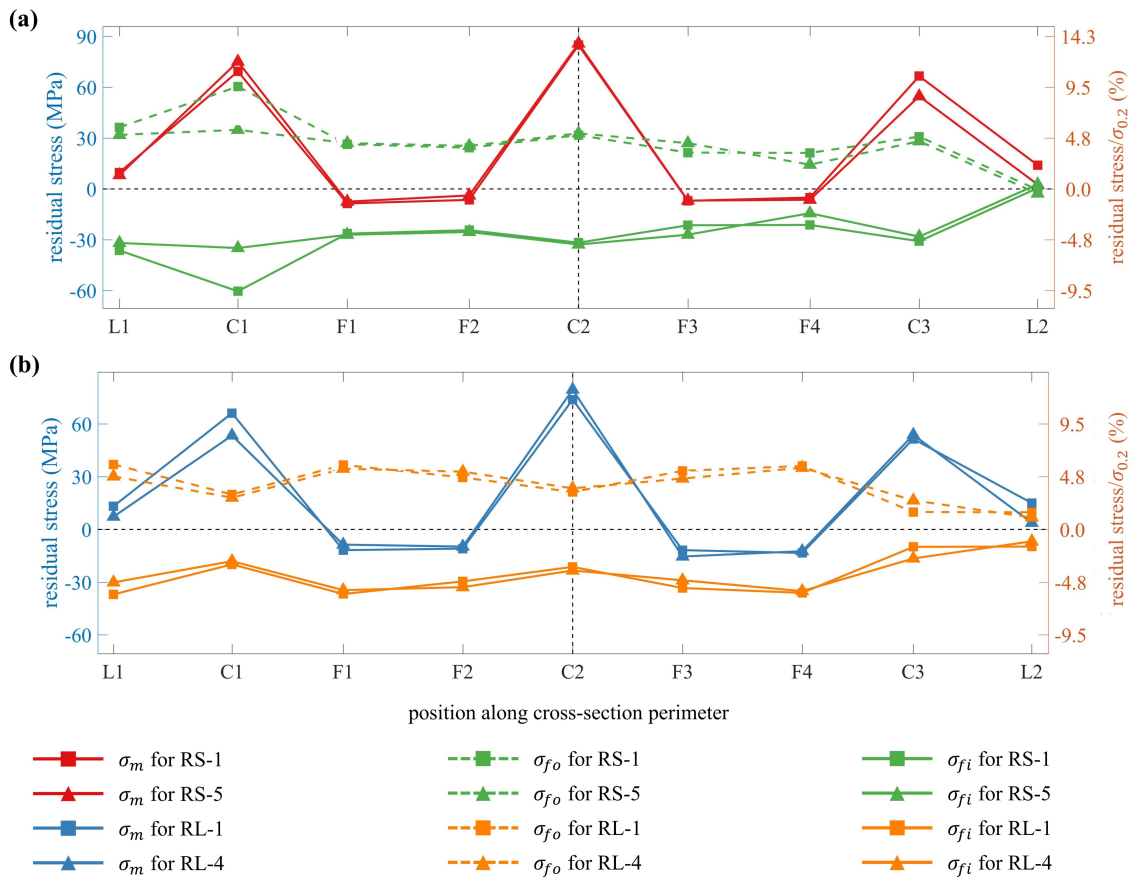 (a)
residual stress (MPa)
90
60
30
0
-30
-60
14.3
9.5
4.8
0.0
-4.8
-9.5
residual stress/σ0.2 (%)
L1 C1 F1 F2 C2 F3 F4 C3 L2
(b)
residual stress (MPa)
60
30
0
-30
-60
9.5
4.8
0.0
-4.8
-9.5
residual stress/σ0.2 (%)
L1 C1 F1 F2 C2 F3 F4 C3 L2
position along cross-section perimeter
σm for RS-1 σfo for RS-1 σfi for RS-1
σm for RS-5 σfo for RS-5 σfi for RS-5
σm for RL-1 σfo for RL-1 σfi for RL-1
σm for RL-4 σfo for RL-4 σfi for RL-4